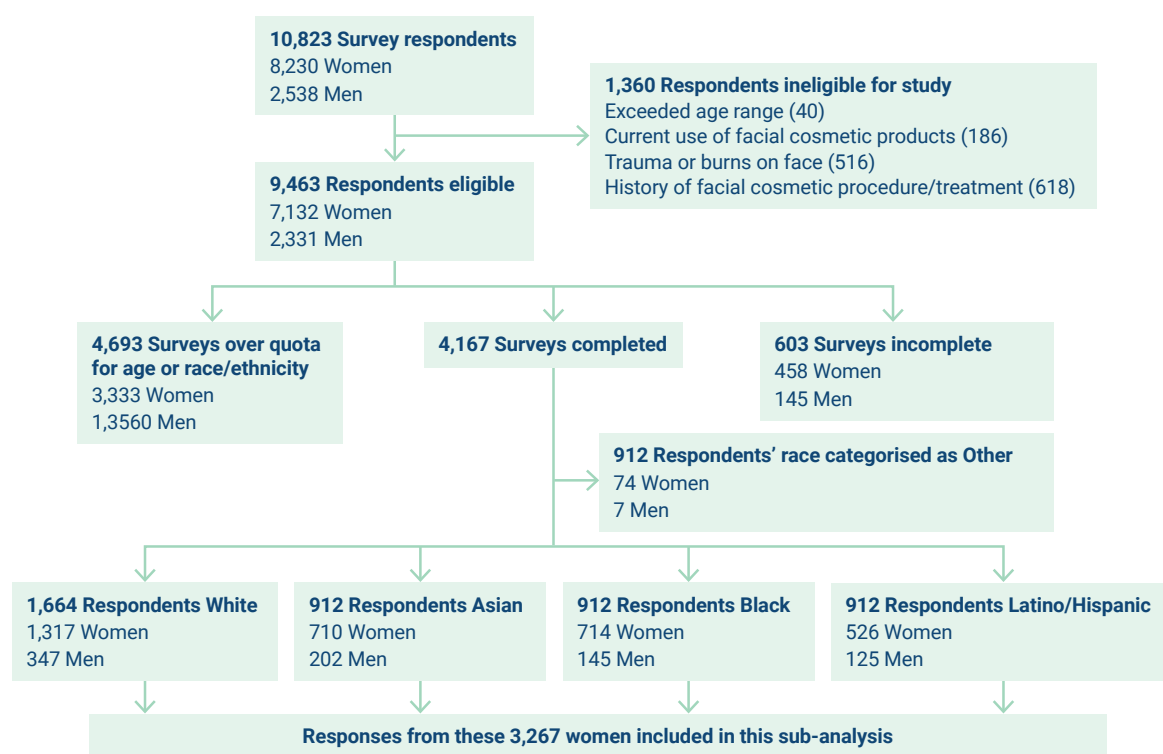 10,823 Survey respondents
8,230 Women
2,538 Men
1,360 Respondents ineligible for study
Exceeded age range (40)
Current use of facial cosmetic products (186)
Trauma or burns on face (516)
History of facial cosmetic procedure/treatment (618)
9,463 Respondents eligible
7,132 Women
2,331 Men
4,693 Surveys over quota
for age or race/ethnicity
3,333 Women
1,3560 Men
4,167 Surveys completed
603 Surveys incomplete
458 Women
145 Men
912 Respondents’ race categorised as Other
74 Women
7 Men
1,664 Respondents White
1,317 Women
347 Men
912 Respondents Asian
710 Women
202 Men
912 Respondents Black
714 Women
145 Men
912 Respondents Latino/Hispanic
526 Women
125 Men
Responses from these 3,267 women included in this sub-analysis